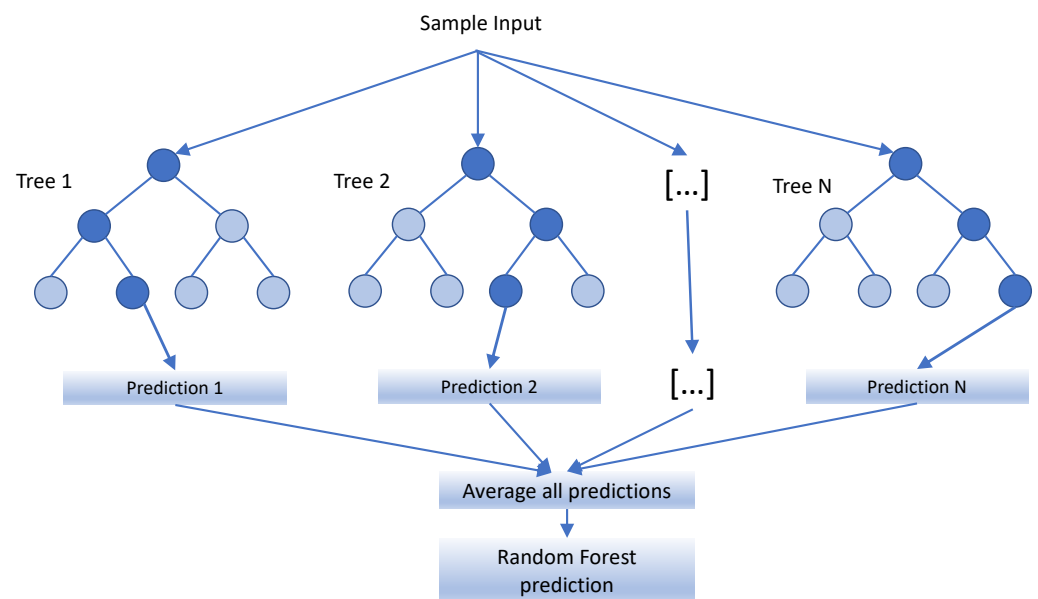 Sample Input
Tree 1
Tree 2
[...]
Tree N
Prediction 1
Prediction 2
[...]
Prediction N
Average all predictions
Random Forest
prediction